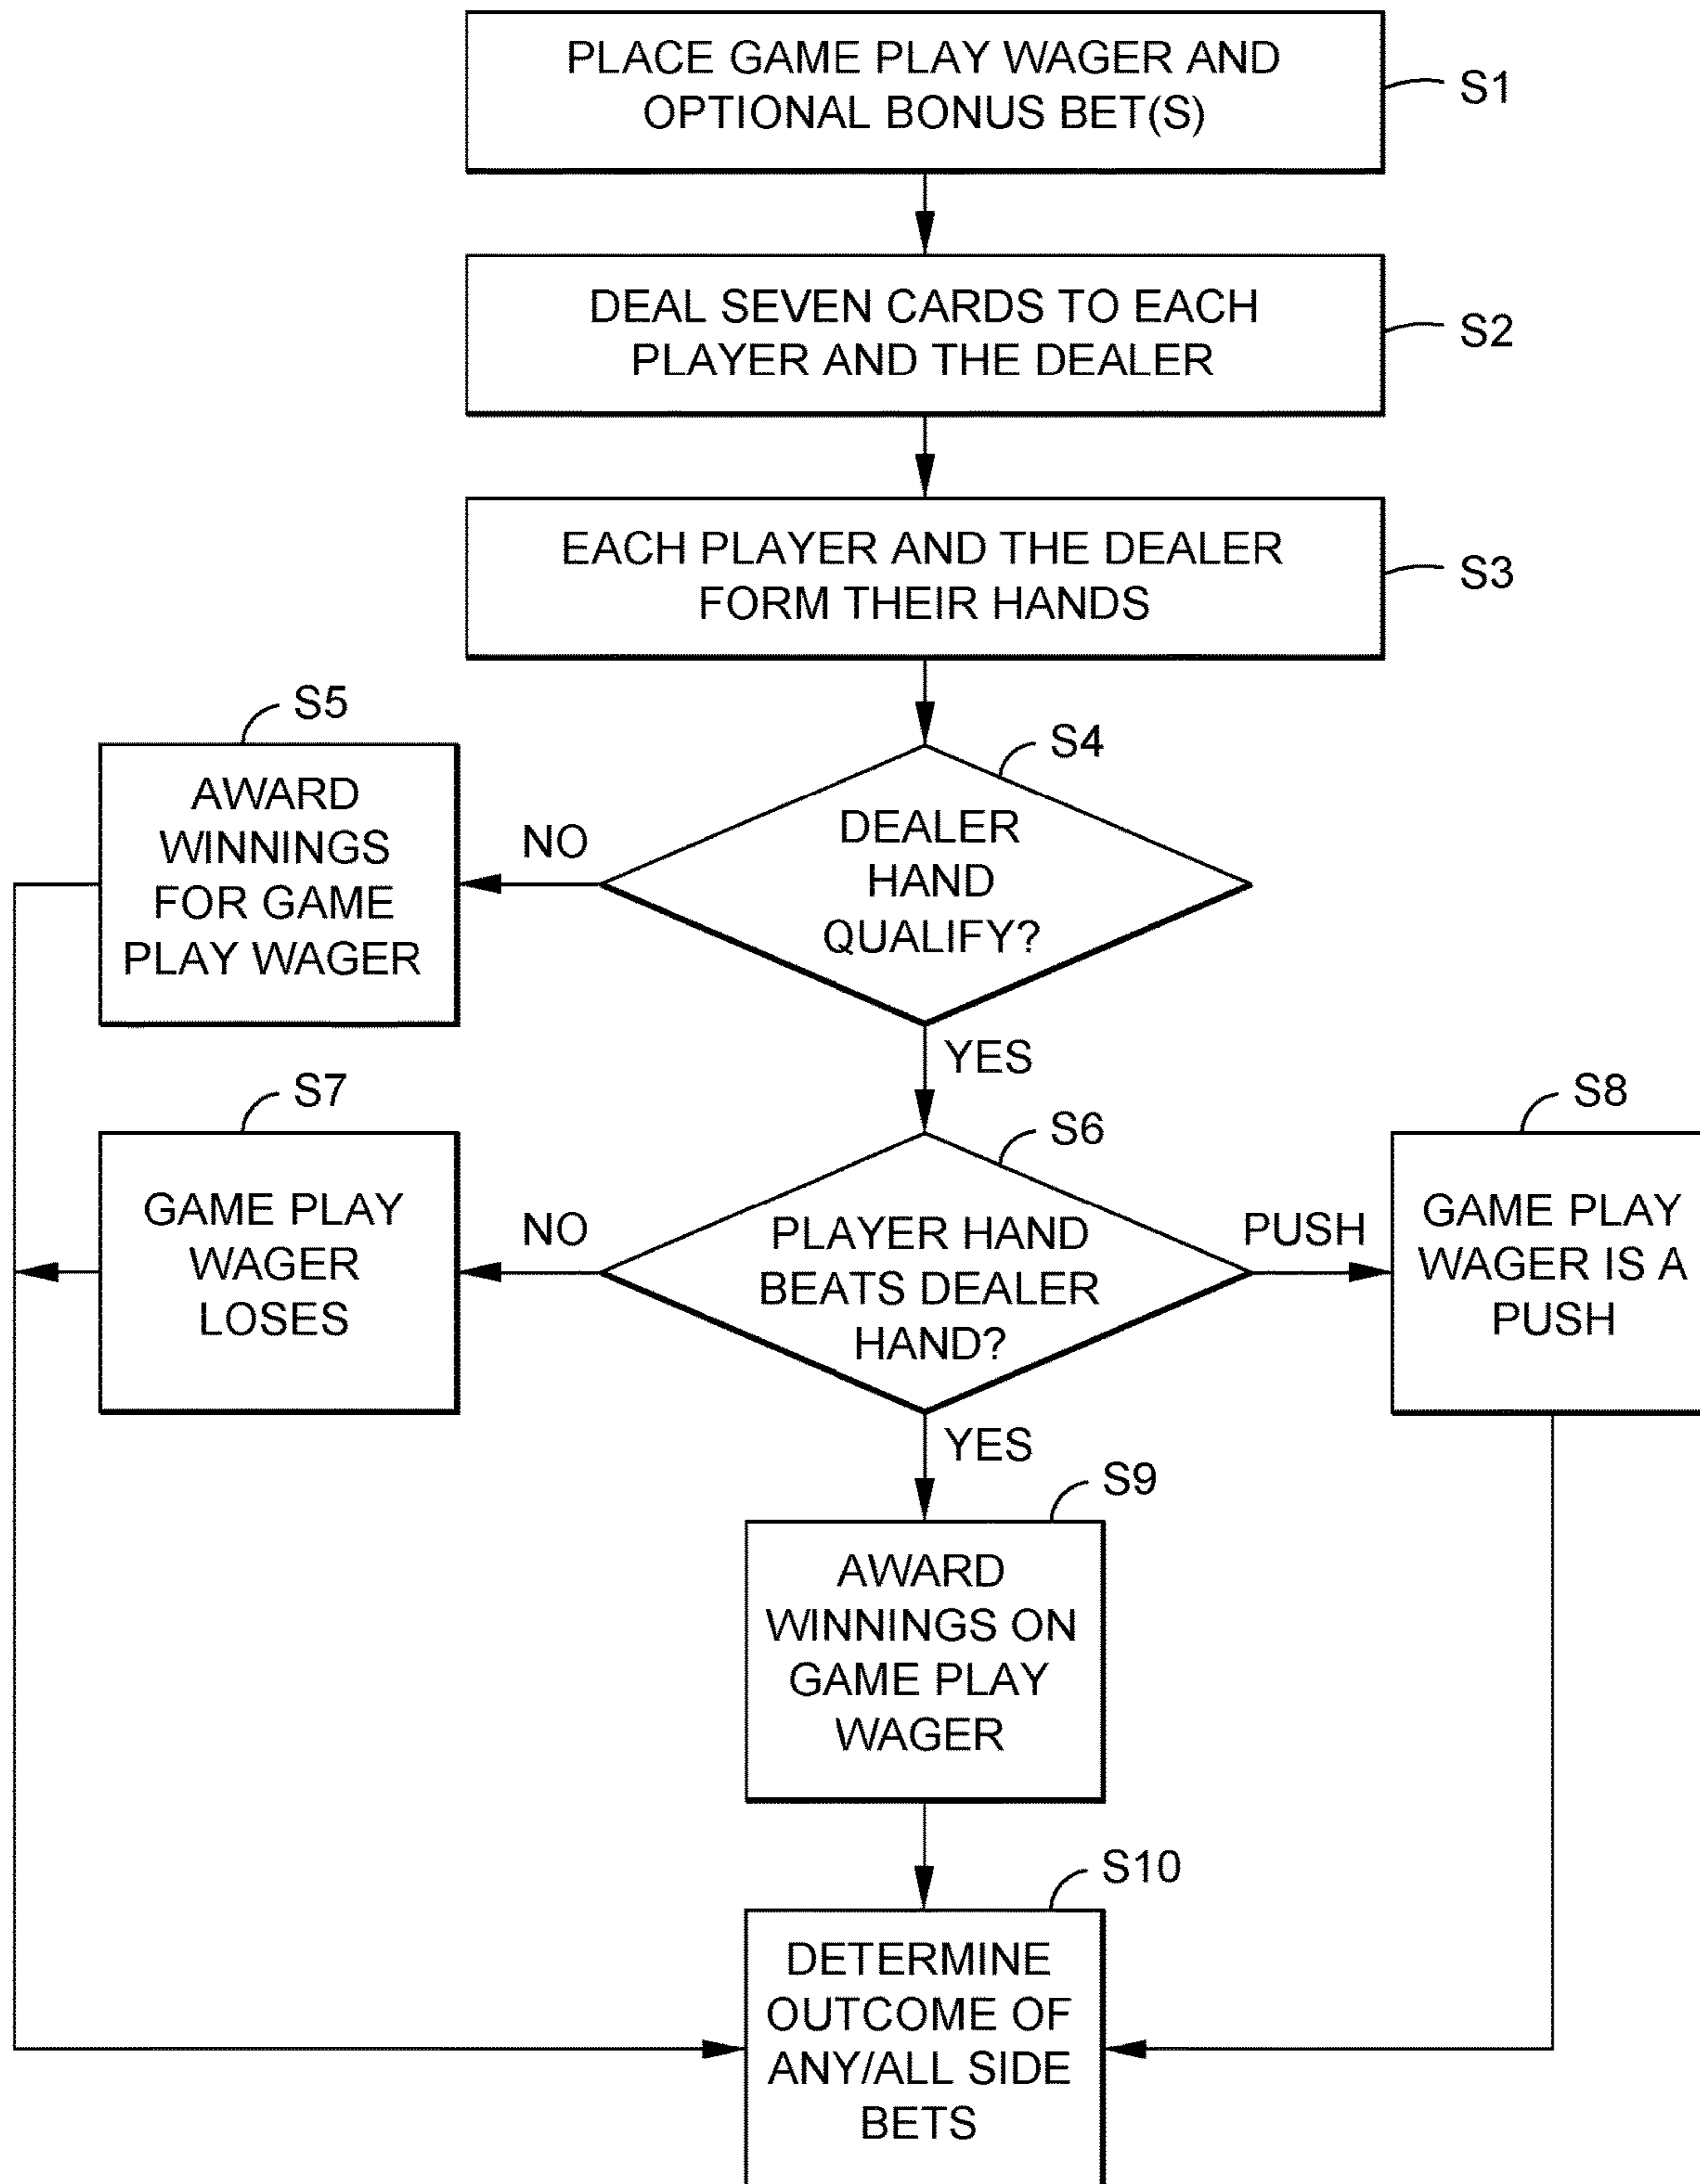 PLACE GAME PLAY WAGER AND
OPTIONAL BONUS BET(S)
S1
DEAL SEVEN CARDS TO EACH
PLAYER AND THE DEALER
S2
EACH PLAYER AND THE DEALER
FORM THEIR HANDS
S3
S5
AWARD
WINNINGS
FOR GAME
PLAY WAGER
NO
S4
DEALER
HAND
QUALIFY?
YES
S7
GAME PLAY
WAGER
LOSES
NO
S6
PLAYER HAND
BEATS DEALER
HAND?
PUSH
S8
GAME PLAY
WAGER IS A
PUSH
YES
S9
AWARD
WINNINGS ON
GAME PLAY
WAGER
S10
DETERMINE
OUTCOME OF
ANY/ALL SIDE
BETS